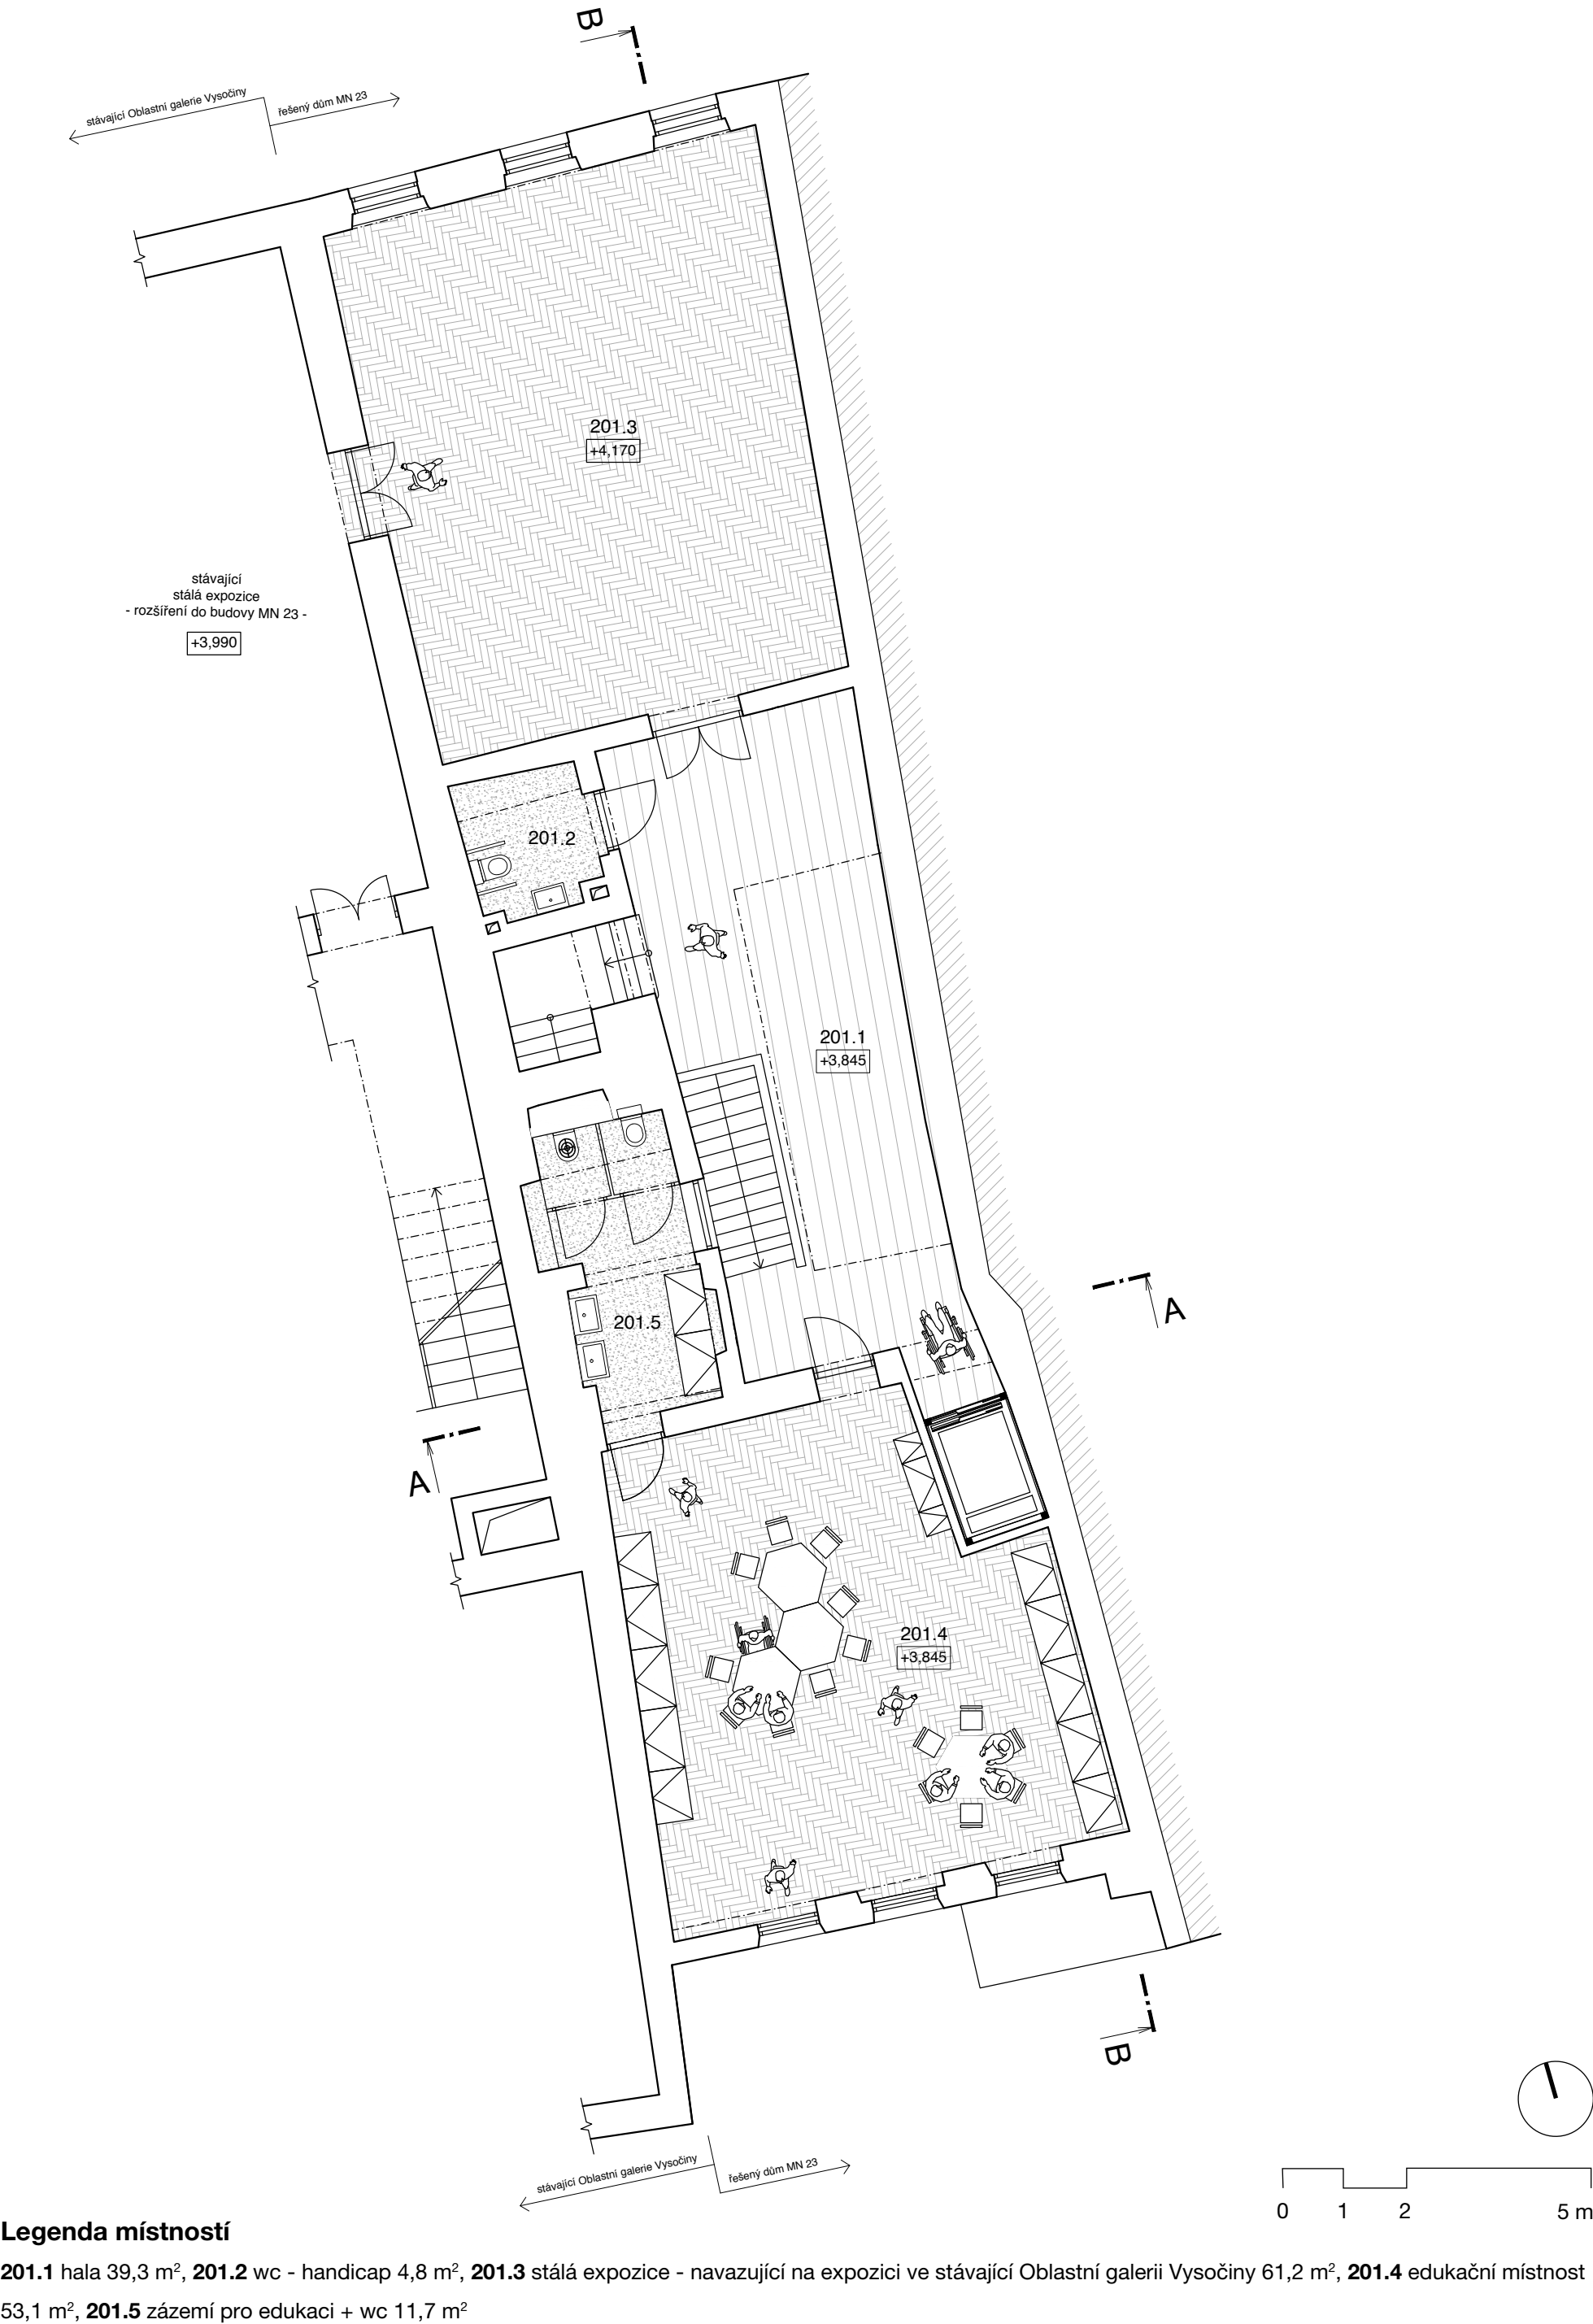 B
stávající Oblastní galerie Vysočiny
řešený dům MN 23
201.3
+4,170
stávající
stálá expozice
- rozšíření do budovy MN 23 -
+3,990
201.2
201.1
+3,845
A
201.5
A
201.4
+3,845
B
stávající Oblastní galerie Vysočiny
řešený dům MN 23
0 1 2 5 m
Legenda místností
201.1 hala 39,3 m², 201.2 wc - handicap 4,8 m², 201.3 stálá expozice - navazující na expozici ve stávající Oblastní galerii Vysočiny 61,2 m², 201.4 edukační místnost
53,1 m², 201.5 zázemí pro edukaci + wc 11,7 m²